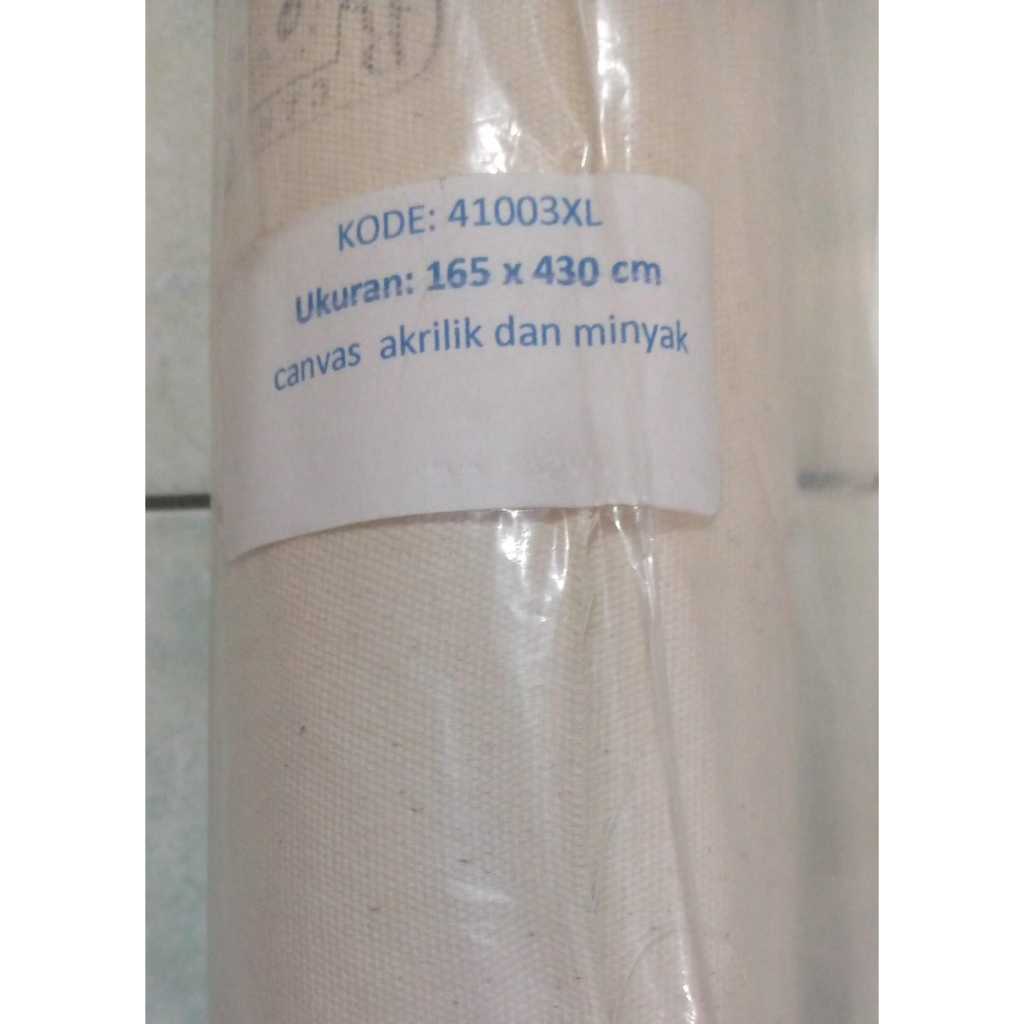 KODE: 41003XL
Ukuran: 165 x 430 cm
canvas akrilik dan minyak